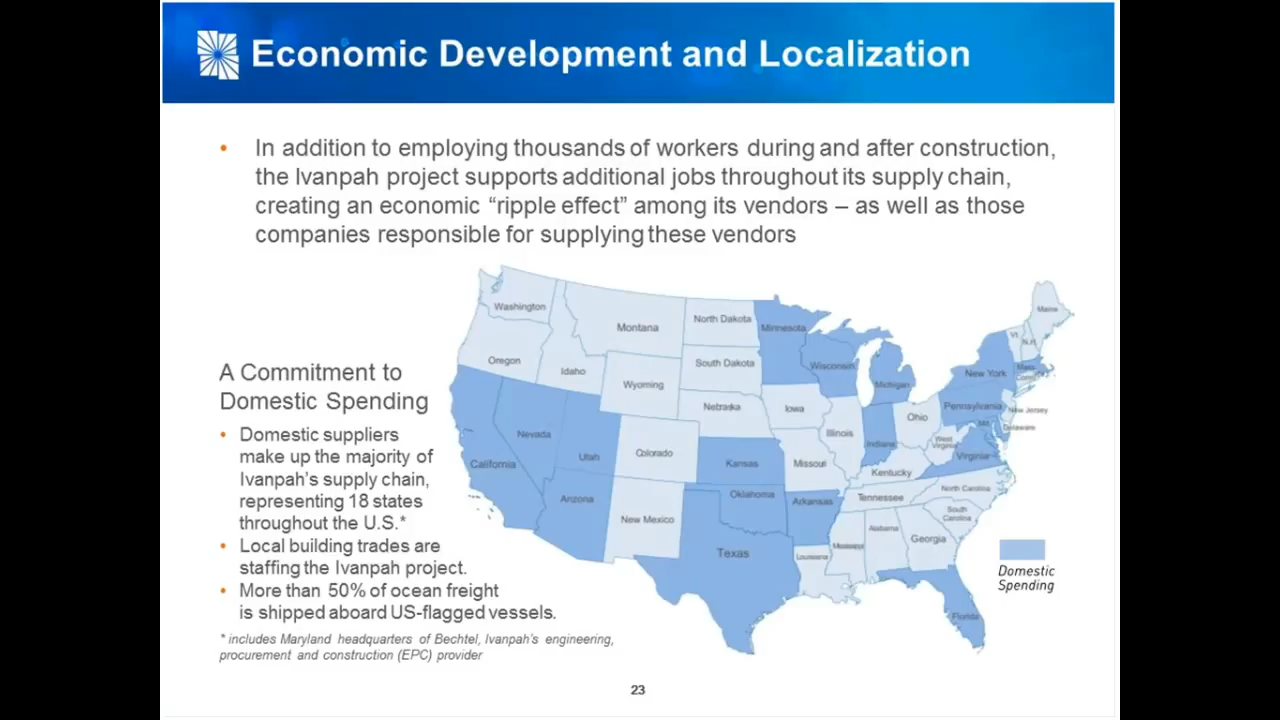 Economic Development and Localization
• In addition to employing thousands of workers during and after construction,
the Ivanpah project supports additional jobs throughout its supply chain,
creating an economic “ripple effect” among its vendors – as well as those
companies responsible for supplying these vendors
A Commitment to
Domestic Spending
• Domestic suppliers
make up the majority of
Ivanpah's supply chain,
representing 18 states
throughout the U.S.*
• Local building trades are
staffing the Ivanpah project.
• More than 50% of ocean freight
is shipped aboard US-flagged vessels.
* includes Maryland headquarters of Bechtel, Ivanpah's engineering,
procurement and construction (EPC) provider
Washington
Montana
North Dakota
Minnesota
Maine
Vt.
N.H.
Oregon
Idaho
Wyoming
South Dakota
Wisconsin
Michigan
New York
Mass.
Nebraska
Iowa
Illinois
Indiana
Ohio
Pennsylvania
New Jersey
Md.
Delaware
West
Virginia
Virginia
Nevada
Utah
Colorado
Kansas
Missouri
Kentucky
California
Arizona
New Mexico
Oklahoma
Arkansas
Tennessee
North Carolina
South
Carolina
Texas
Louisiana
Mississippi
Alabama
Georgia
Florida
Domestic
Spending
23